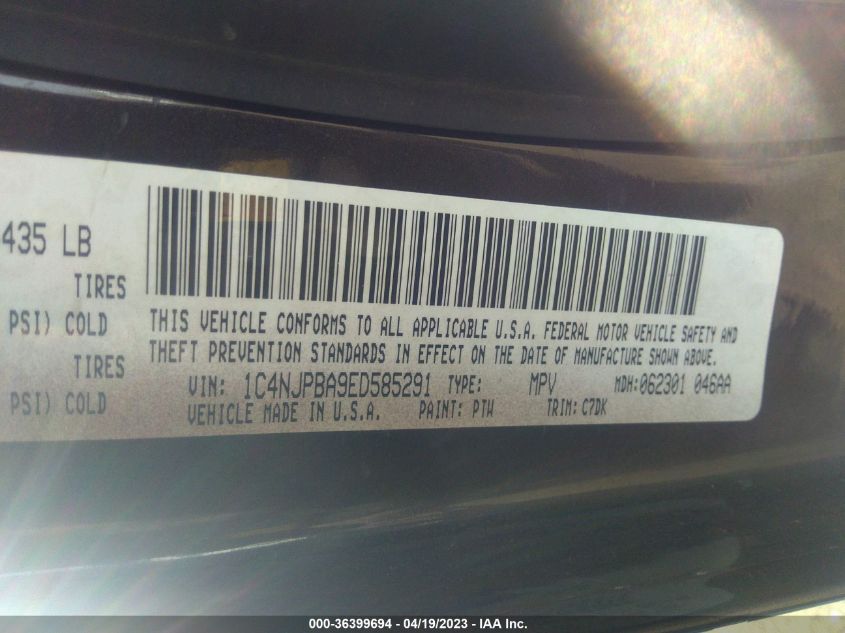 435 LB
TIRES
PSI) COLD
TIRES
PSI) COLD
THIS VEHICLE CONFORMS TO ALL APPLICABLE U.S.A. FEDERAL MOTOR VEHICLE SAFETY AND
THEFT PREVENTION STANDARDS IN EFFECT ON THE DATE OF MANUFACTURE SHOWN ABOVE.
VIN: 1C4NJPBA9ED585291 TYPE: MPV MDH:062301 046AA
VEHICLE MADE IN U.S.A. PAINT: PTW TRIM: C7DK
000-36399694 - 04/19/2023 - IAA Inc.